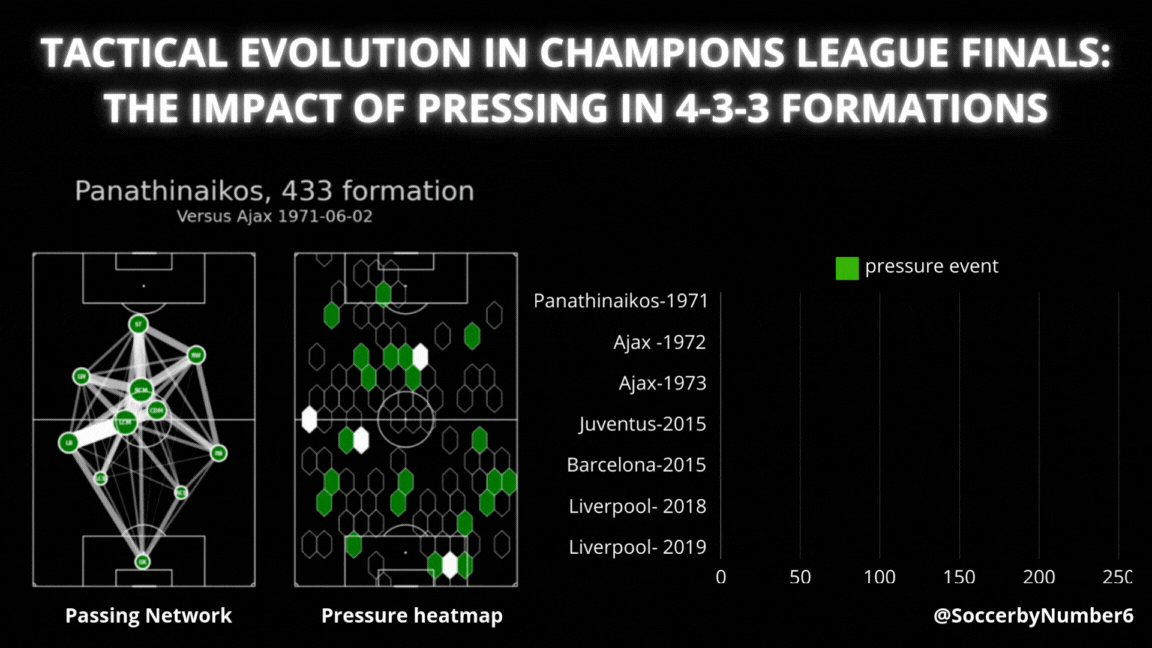 TACTICAL EVOLUTION IN CHAMPIONS LEAGUE FINALS:
THE IMPACT OF PRESSING IN 4-3-3 FORMATIONS
Panathinaikos, 433 formation
Versus Ajax 1971-06-02
ST
RW
LW
RCM
CDM
LCM
LB
RB
GK
Passing Network
Pressure heatmap
pressure event
Panathinaikos-1971
Ajax -1972
Ajax-1973
Juventus-2015
Barcelona-2015
Liverpool- 2018
Liverpool- 2019
0 50 100 150 200 250
@SoccerbyNumber6